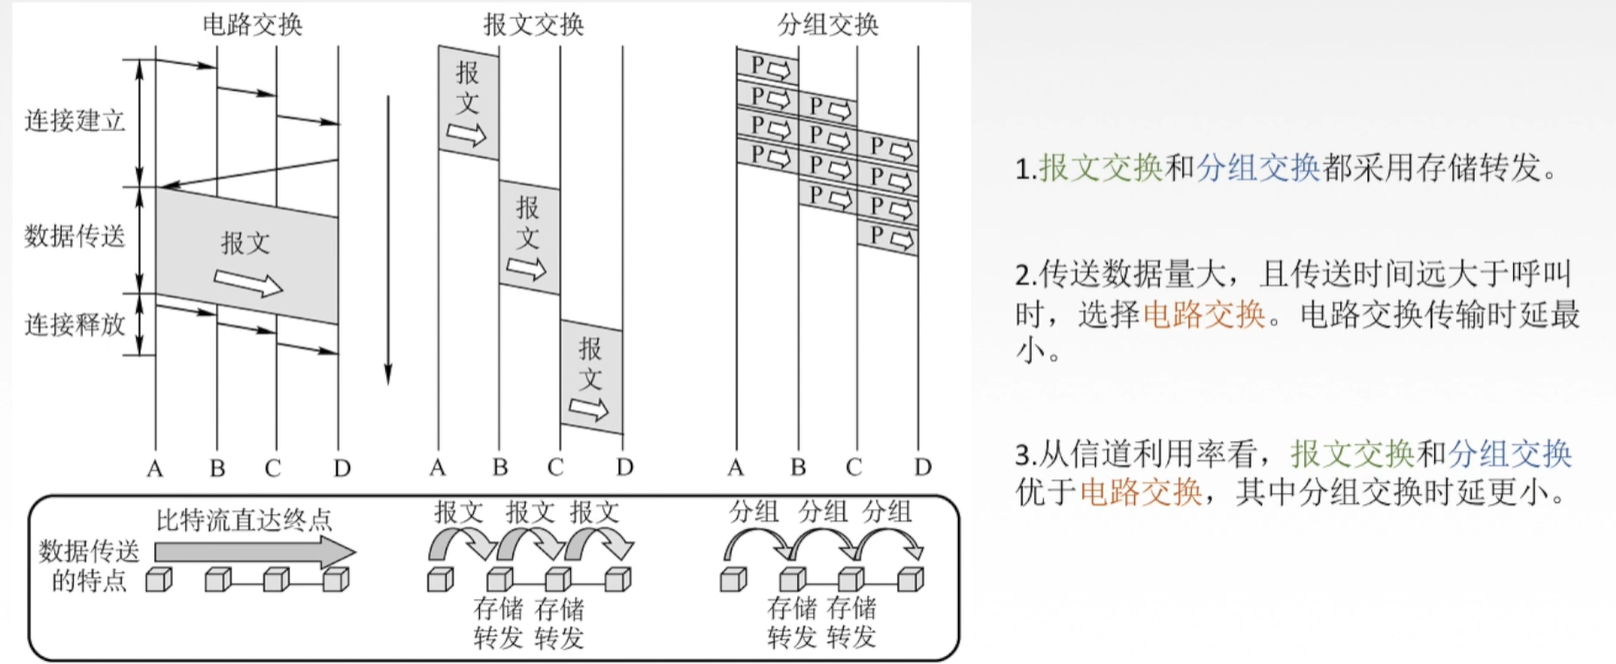 电路交换
报文交换
分组交换
连接建立
数据传送
连接释放
报文
A B C D
报
文
报
文
报
文
A B C D
P
P P
P P P
P P P
P P
P
A B C D
数据传送
的特点
比特流直达终点
报文 报文 报文
存储 存储
转发 转发
分组 分组 分组
存储 存储
转发 转发
1.报文交换和分组交换都采用存储转发。
2.传送数据量大，且传送时间远大于呼叫
时，选择电路交换。电路交换传输时延最
小。
3.从信道利用率看，报文交换和分组交换
优于电路交换，其中分组交换时延更小。